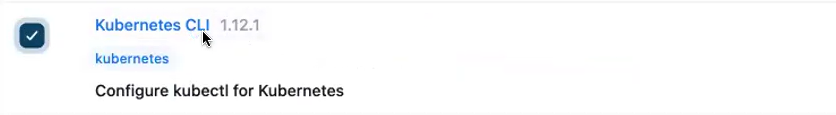 Kubernetes CLI 1.12.1
kubernetes
Configure kubectl for Kubernetes